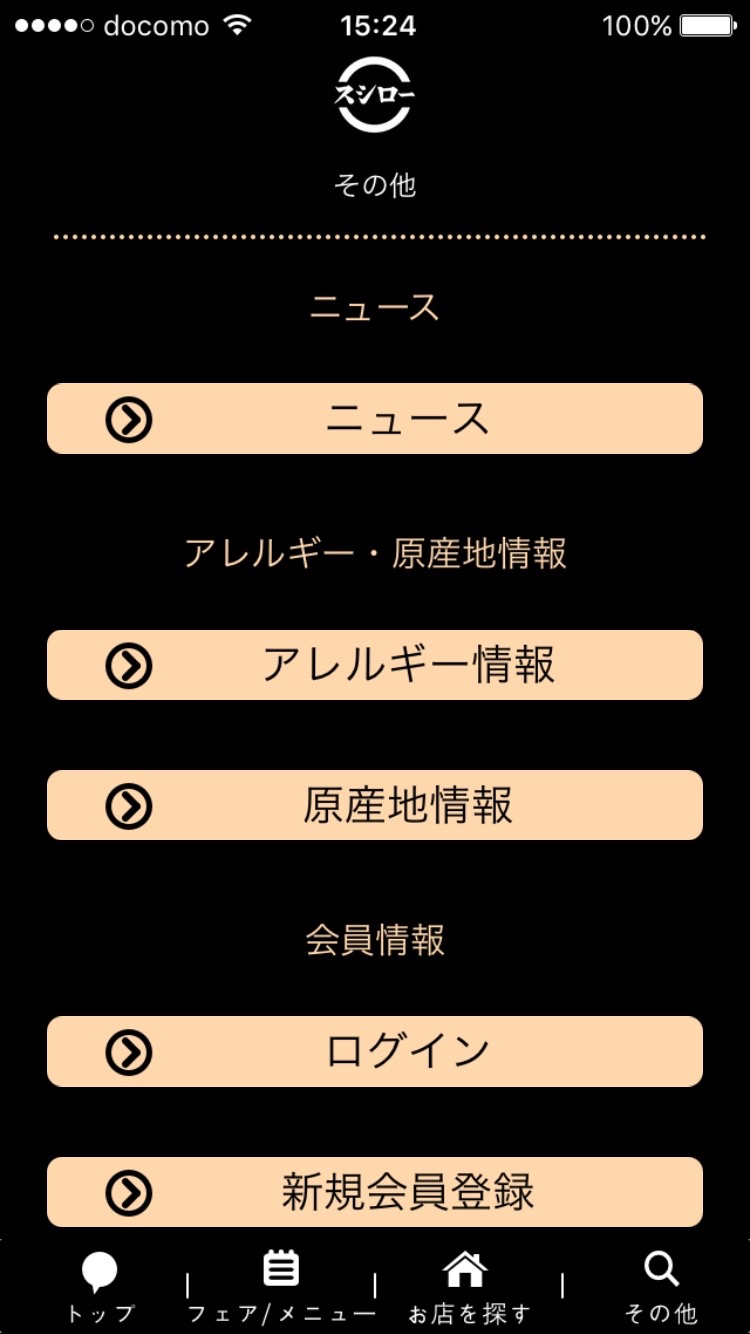 docomo 15:24 100%
スシロー
その他
ニュース
ニュース
アレルギー・原産地情報
アレルギー情報
原産地情報
会員情報
ログイン
新規会員登録
トップ フェア/メニュー お店を探す その他